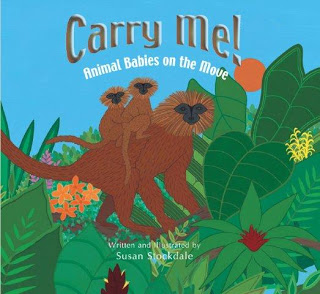 Carry Me!
Animal Babies on the Move
Written and Illustrated by
Susan Stockdale